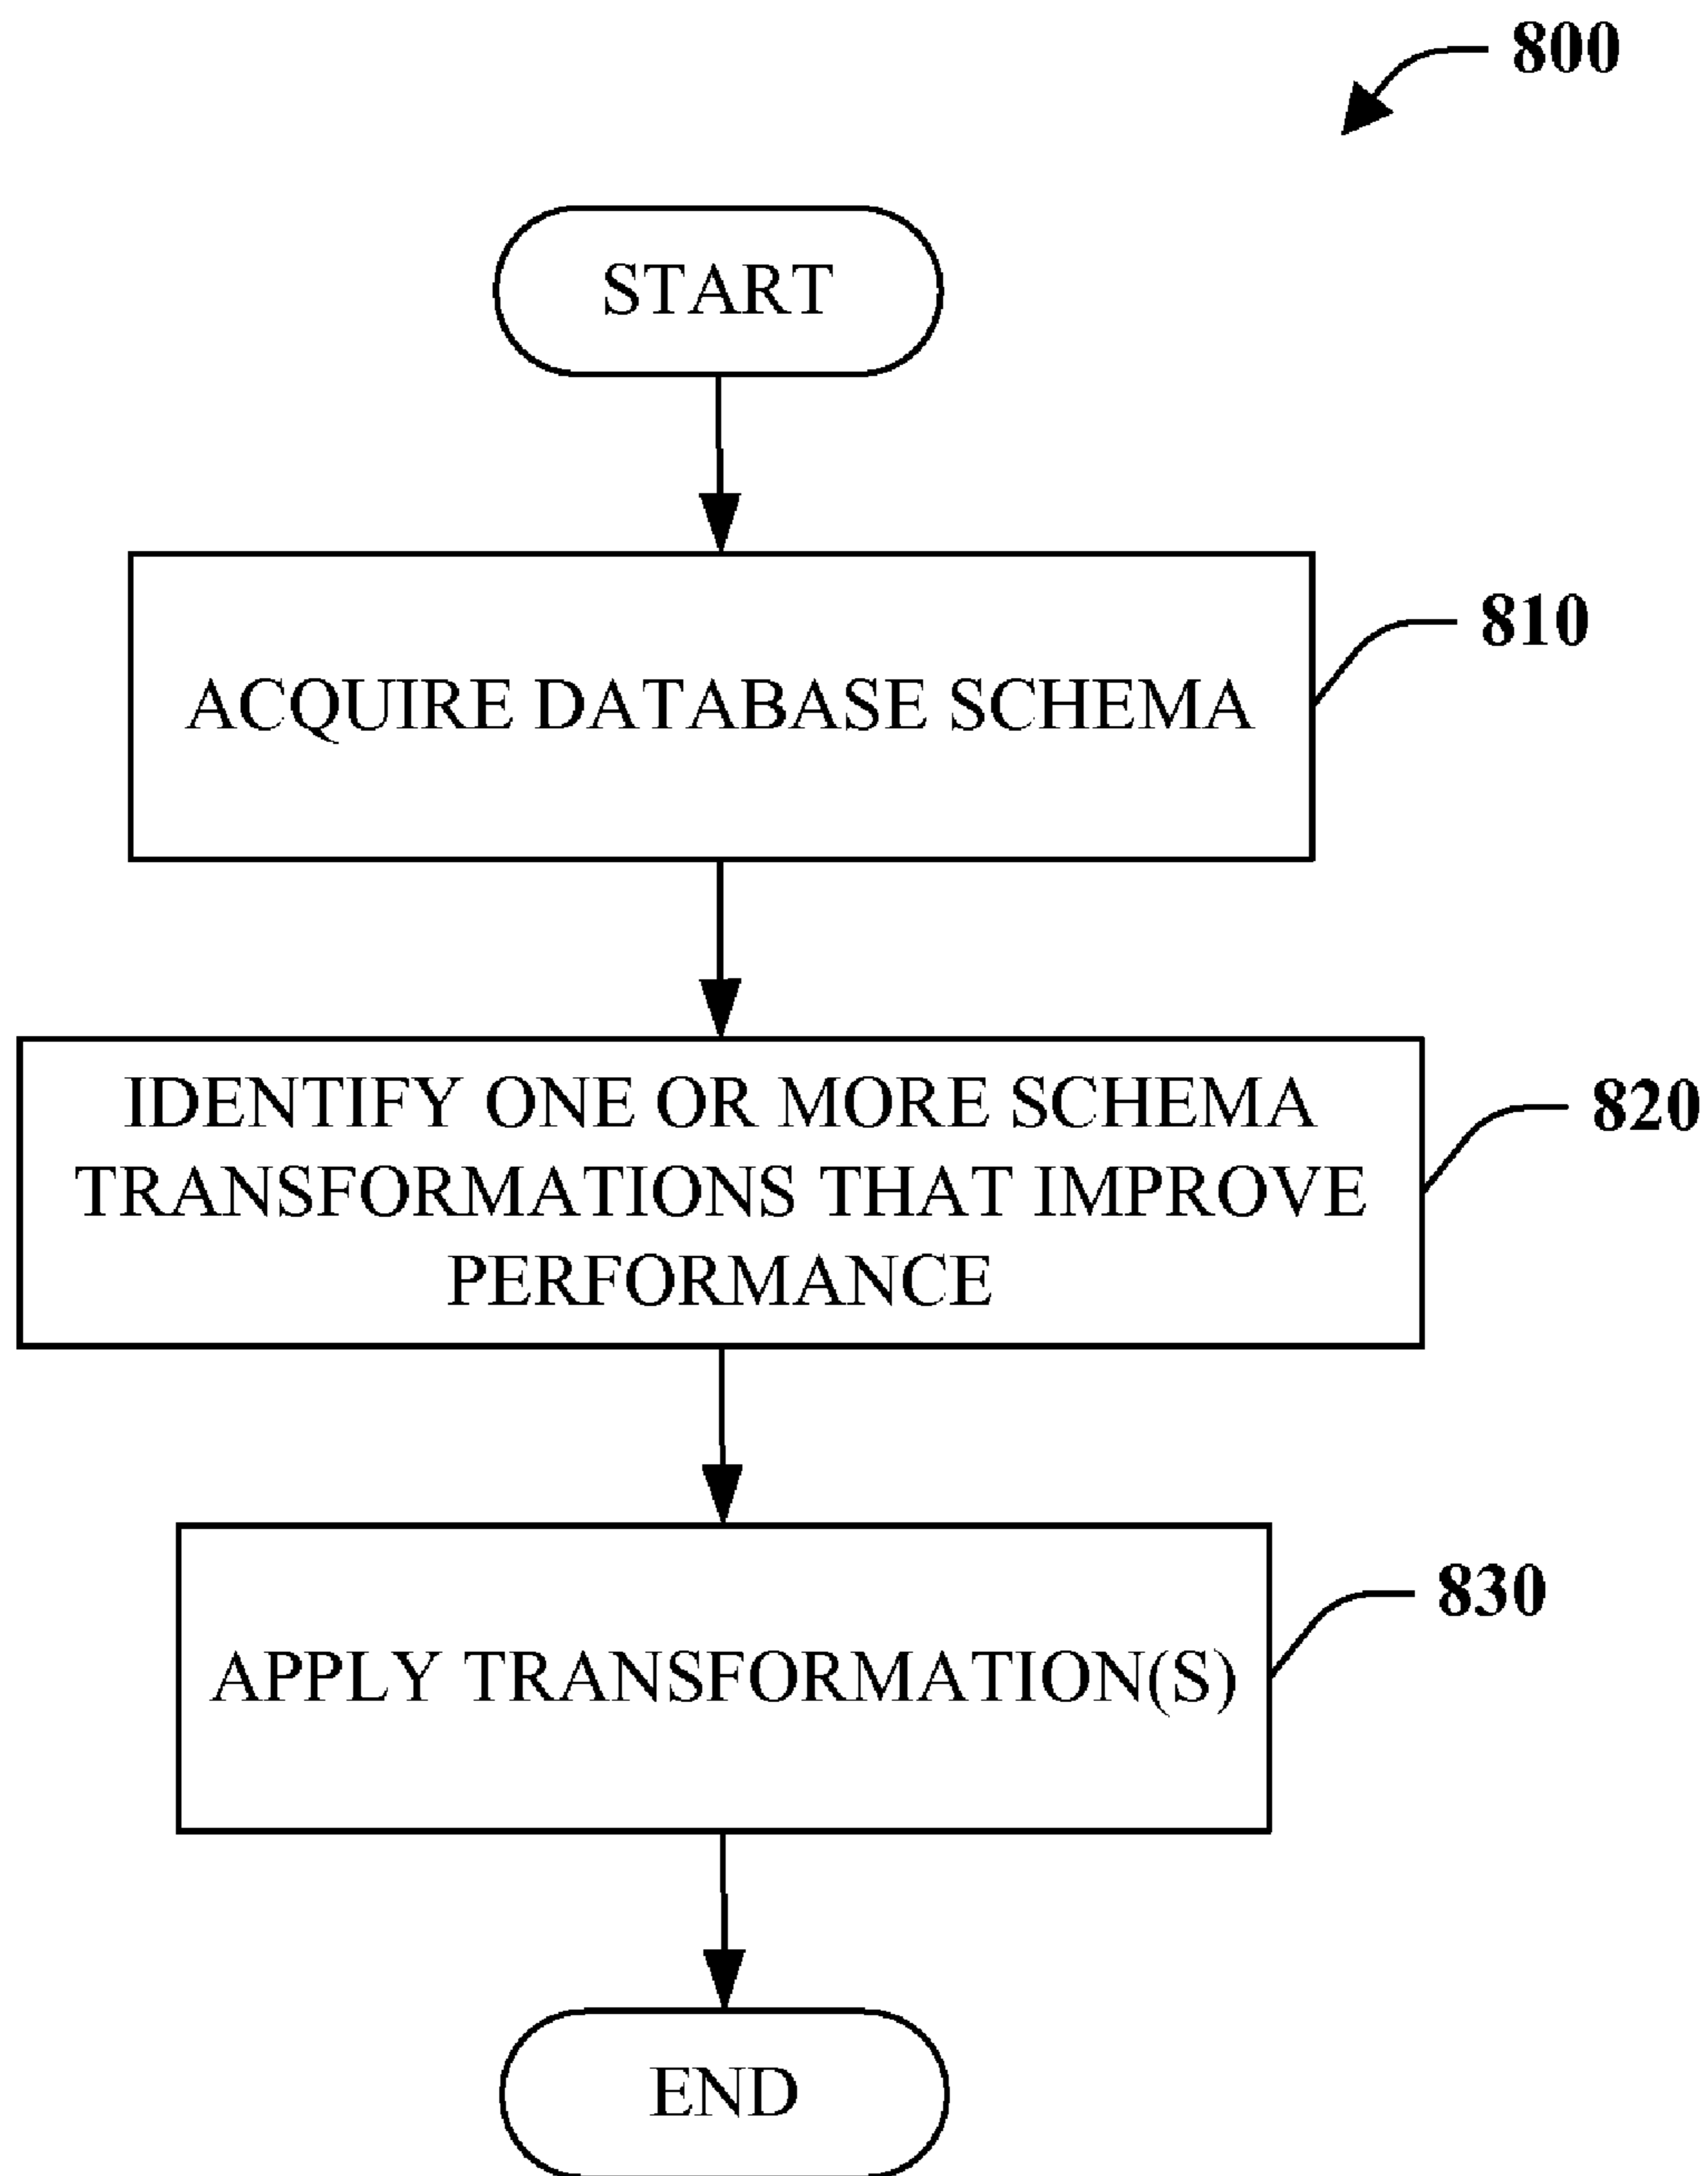 800
START
ACQUIRE DATABASE SCHEMA
810
IDENTIFY ONE OR MORE SCHEMA
TRANSFORMATIONS THAT IMPROVE
PERFORMANCE
820
APPLY TRANSFORMATION(S)
830
END